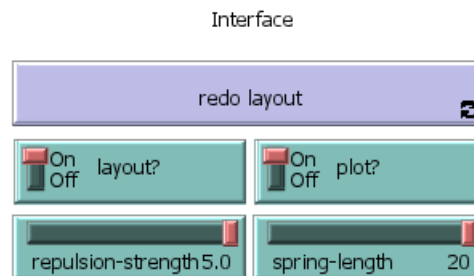 Interface
redo layout
On
Off
layout?
On
Off
plot?
repulsion-strength 5.0
spring-length 20